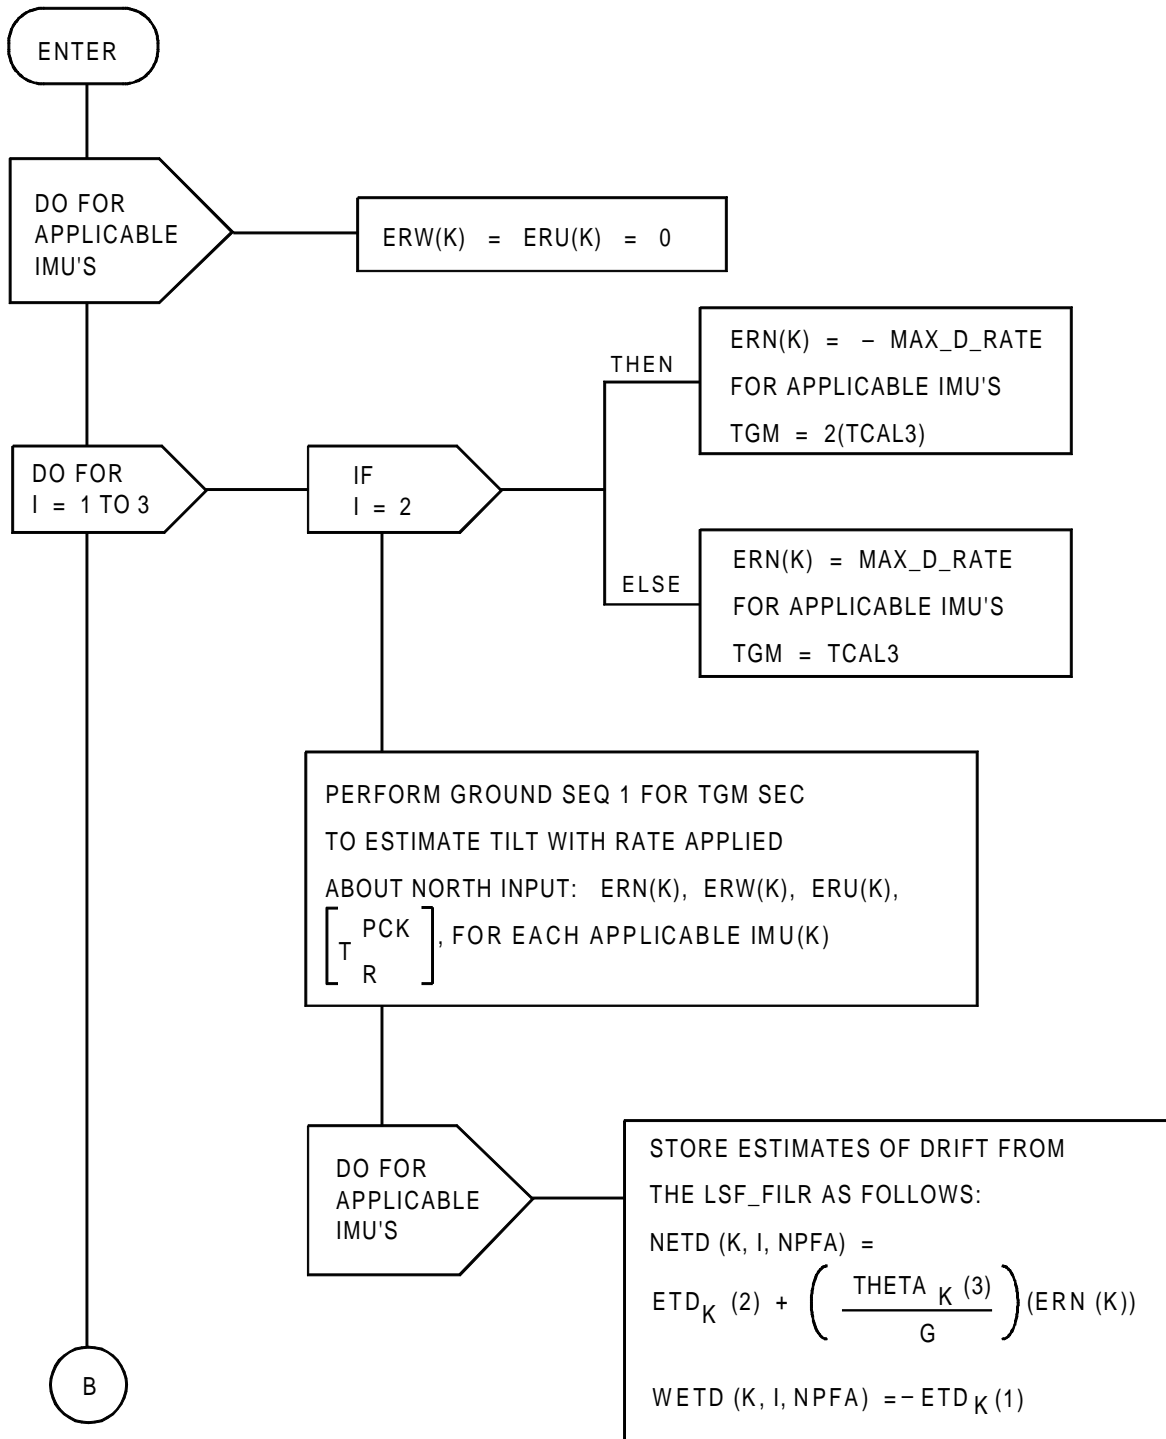 ENTER
DO FOR
APPLICABLE
IMU'S
ERW(K) = ERU(K) = 0
DO FOR
I = 1 TO 3
IF
I = 2
THEN
ERN(K) = – MAX_D_RATE
FOR APPLICABLE IMU'S
TGM = 2(TCAL3)
ELSE
ERN(K) = MAX_D_RATE
FOR APPLICABLE IMU'S
TGM = TCAL3
PERFORM GROUND SEQ 1 FOR TGM SEC
TO ESTIMATE TILT WITH RATE APPLIED
ABOUT NORTH INPUT: ERN(K), ERW(K), ERU(K),
[T PCK R], FOR EACH APPLICABLE IMU(K)
DO FOR
APPLICABLE
IMU'S
STORE ESTIMATES OF DRIFT FROM
THE LSF_FILR AS FOLLOWS:
NETD (K, I, NPFA) =
ETD K (2) + ( THETA K (3) / G ) (ERN (K))
WETD (K, I, NPFA) = – ETD K (1)
B